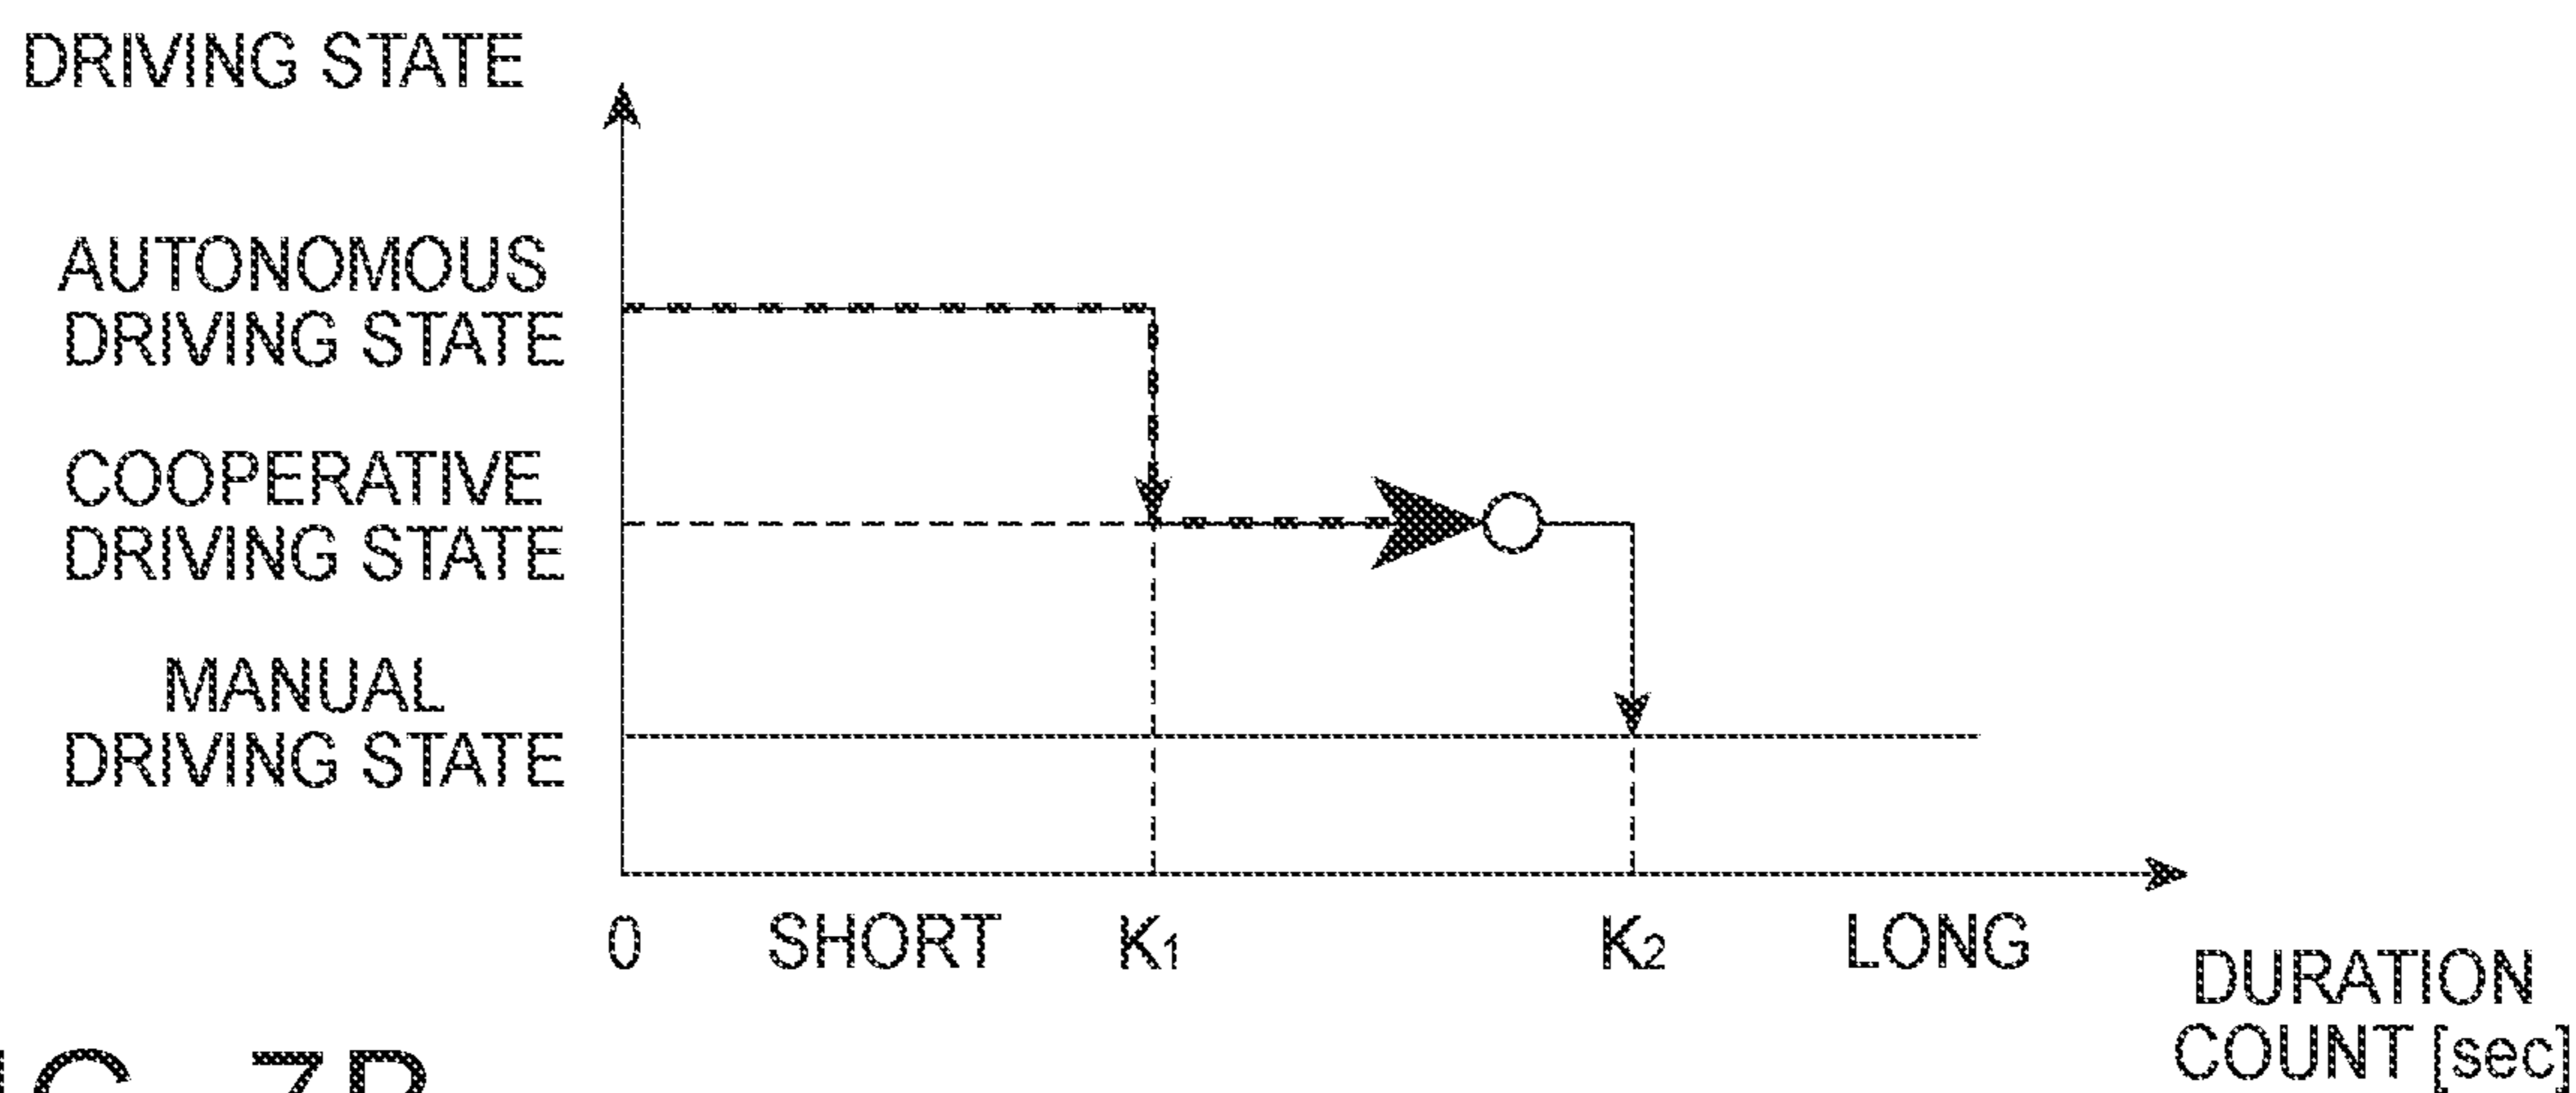 DRIVING STATE
AUTONOMOUS
DRIVING STATE
COOPERATIVE
DRIVING STATE
MANUAL
DRIVING STATE
0 SHORT K1 K2 LONG
DURATION
COUNT [sec]